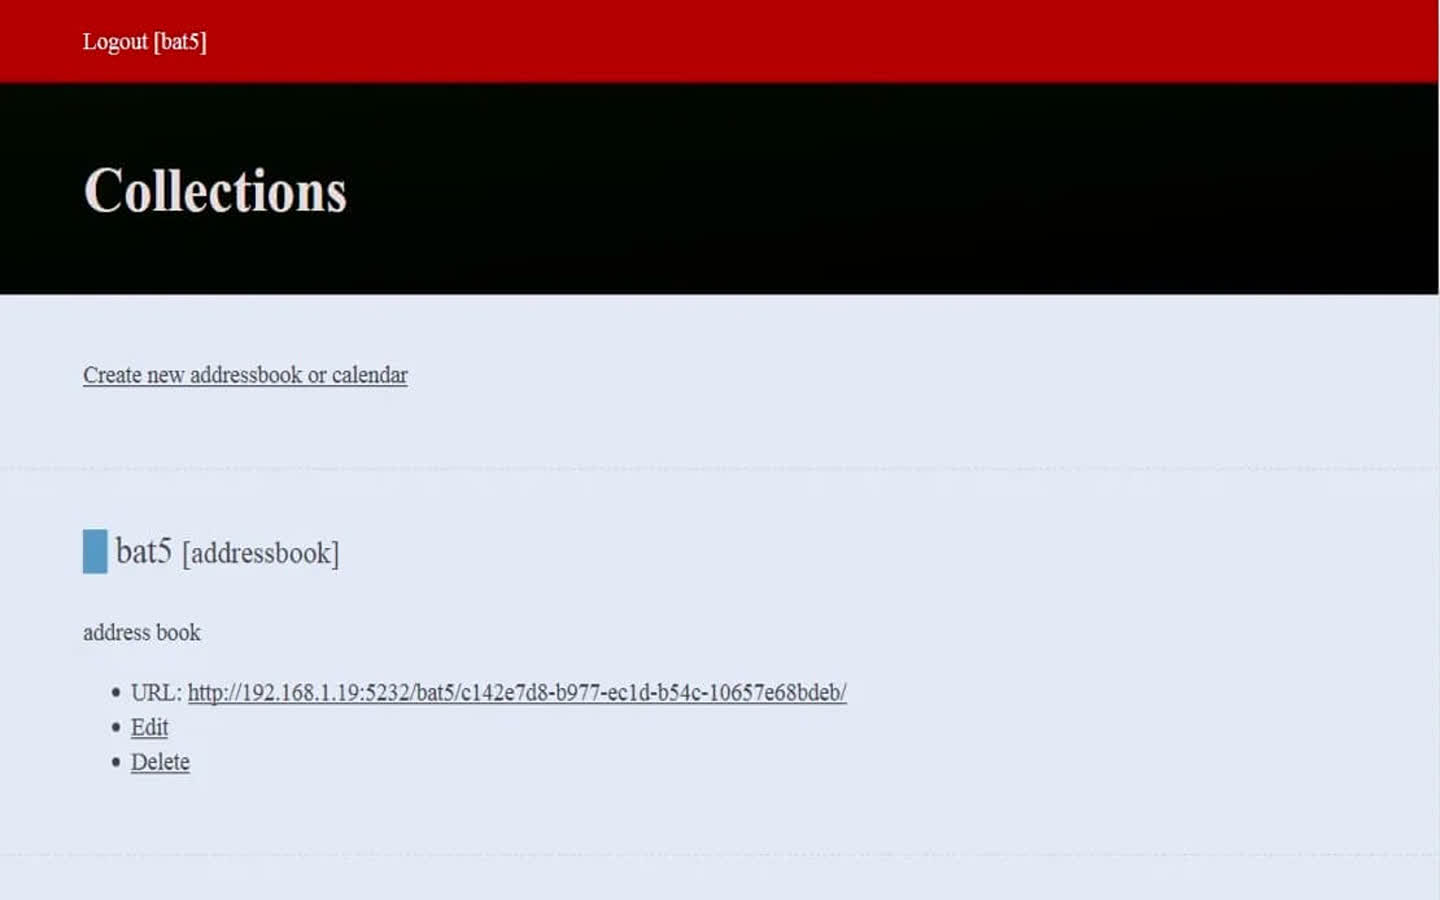 Logout [bat5]
Collections
Create new addressbook or calendar
bat5 [addressbook]
address book
URL: http://192.168.1.19:5232/bat5/c142e7d8-b977-ec1d-b54c-10657e68bdeb/
Edit
Delete